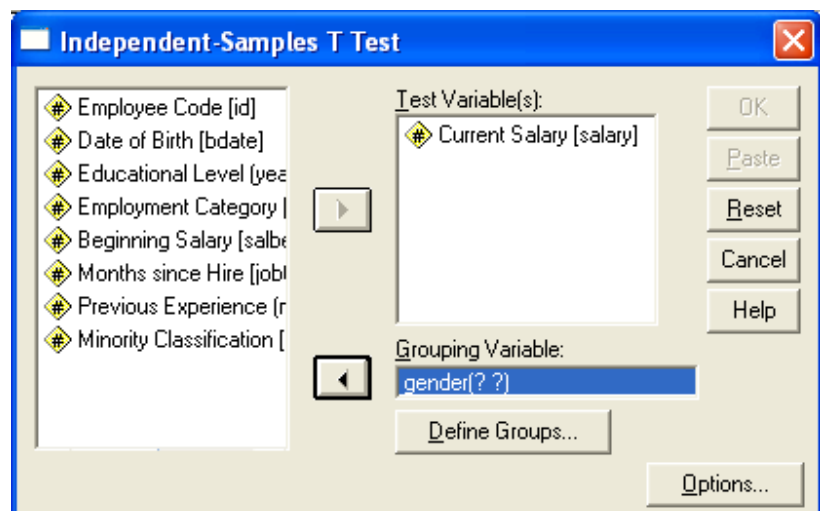 Independent-Samples T Test
Employee Code [id]
Date of Birth [bdate]
Educational Level (yea
Employment Category [
Beginning Salary [salbe
Months since Hire [jobt
Previous Experience (r
Minority Classification [
Test Variable(s):
Current Salary [salary]
Grouping Variable:
gender(? ?)
Define Groups...
OK
Paste
Reset
Cancel
Help
Options...